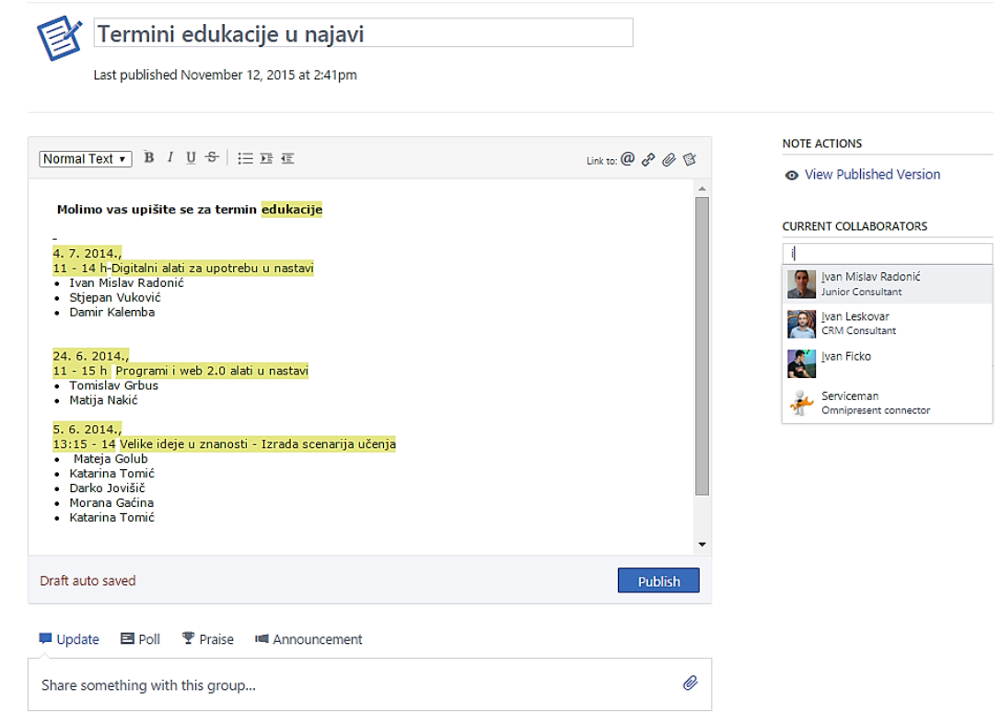 Termini edukacije u najavi
Last published November 12, 2015 at 2:41pm
Normal Text
B I U S
Link to: @
Molimo vas upišite se za termin edukacije
-
4. 7. 2014.,
11 - 14 h-Digitalni alati za upotrebu u nastavi
• Ivan Mislav Radonić
• Stjepan Vuković
• Damir Kalemba
24. 6. 2014.,
11 - 15 h Programi i web 2.0 alati u nastavi
• Tomislav Grbus
• Matija Nakić
5. 6. 2014.,
13:15 - 14 Velike ideje u znanosti - Izrada scenarija učenja
• Mateja Golub
• Katarina Tomić
• Darko Jovišič
• Morana Gaćina
• Katarina Tomić
Draft auto saved
Publish
NOTE ACTIONS
View Published Version
CURRENT COLLABORATORS
i
Ivan Mislav Radonić
Junior Consultant
Ivan Leskovar
CRM Consultant
Ivan Ficko
Serviceman
Omnipresent connector
Update Poll Praise Announcement
Share something with this group...